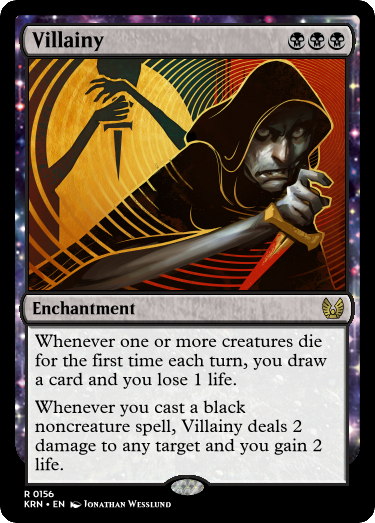 Villainy
Enchantment
Whenever one or more creatures die
for the first time each turn, you draw
a card and you lose 1 life.
Whenever you cast a black
noncreature spell, Villainy deals 2
damage to any target and you gain 2
life.
R 0156
KRN • EN Jonathan Wesslund